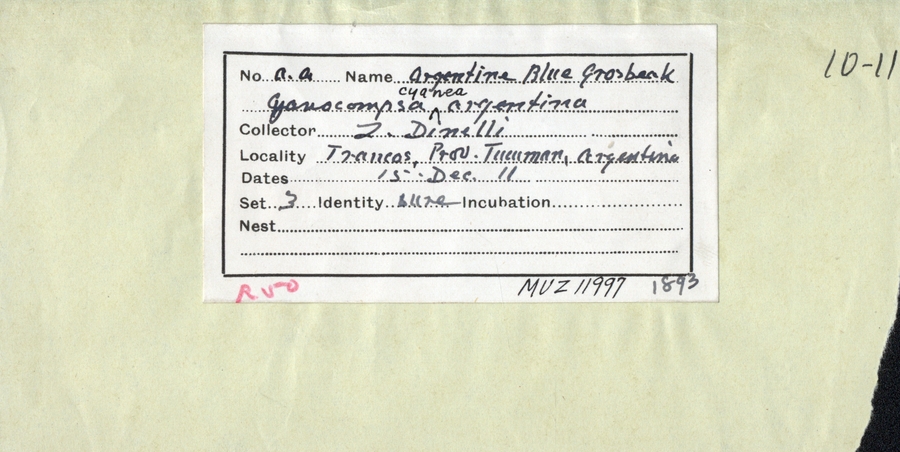 10-11
No. a.a Name Argentine Blue Grosbeak
cyanea
Cyanocompsa ^ argentina
Collector L. Dinelli
Locality Trancas, Prov. Tucuman, Argentina
Dates 15 Dec. 11
Set 3 Identity sure Incubation
Nest
MVZ 11997 1893